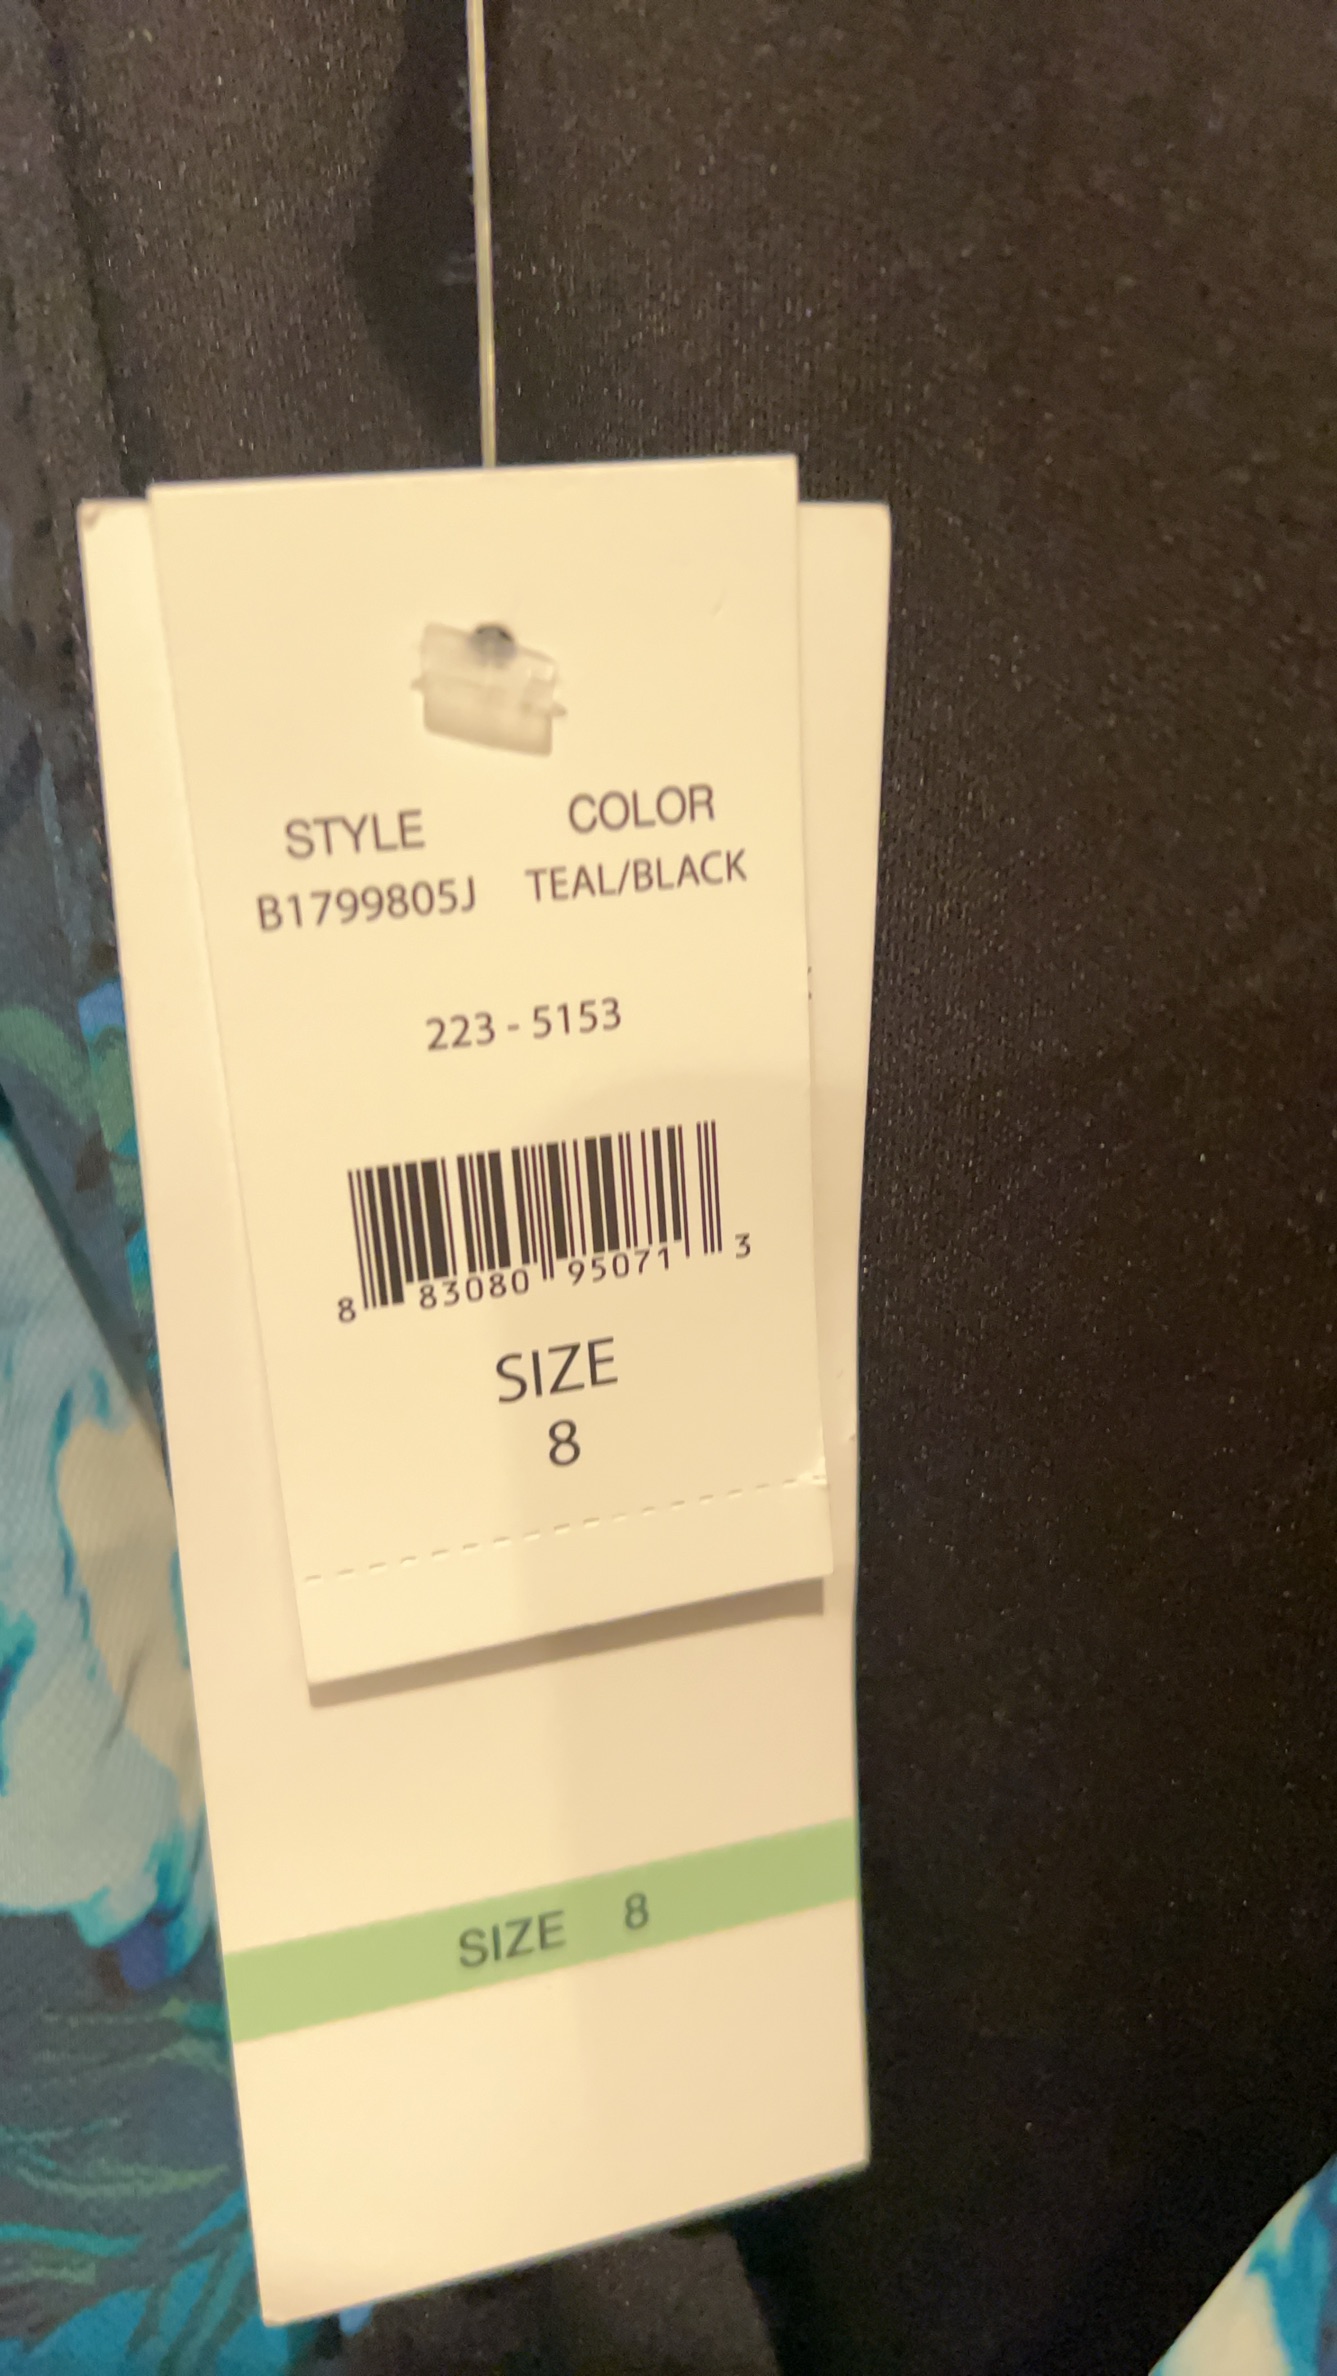 STYLE COLOR
B1799805J TEAL/BLACK
223 - 5153
8 83080 95071 3
SIZE
8
SIZE 8